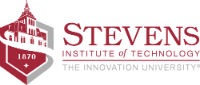 STEVENS
INSTITUTE of TECHNOLOGY
THE INNOVATION UNIVERSITY®
1870